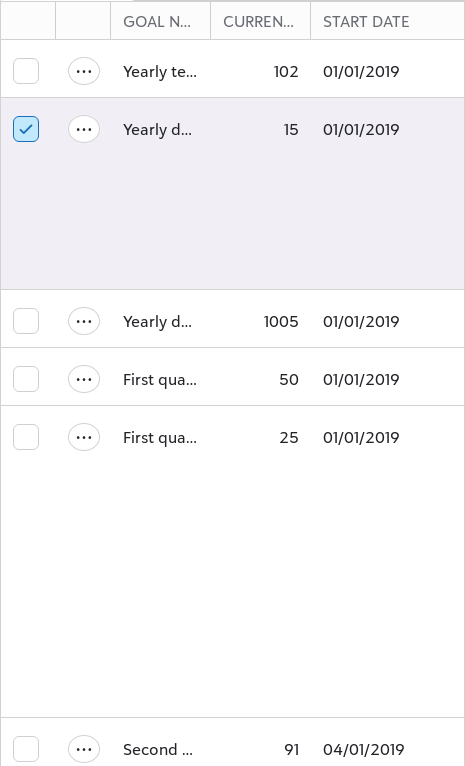 GOAL N... CURREN... START DATE
Yearly te... 102 01/01/2019
Yearly d... 15 01/01/2019
Yearly d... 1005 01/01/2019
First qua... 50 01/01/2019
First qua... 25 01/01/2019
Second ... 91 04/01/2019